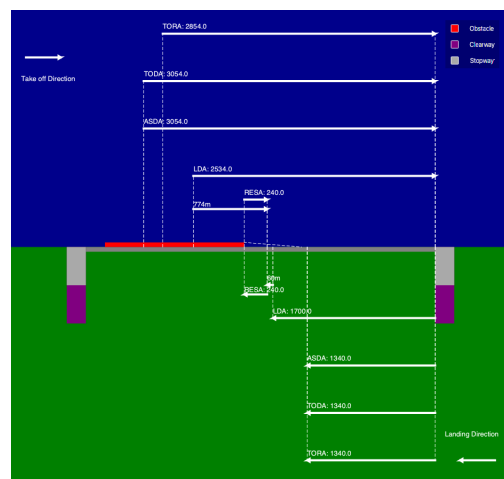 TORA: 2854.0
Obstacle
Clearway
Stopway
Take off Direction
TODA: 3054.0
ASDA: 3054.0
LDA: 2534.0
RESA: 240.0
774m
60m
RESA: 240.0
LDA: 1700.0
ASDA: 1340.0
TODA: 1340.0
Landing Direction
TORA: 1340.0